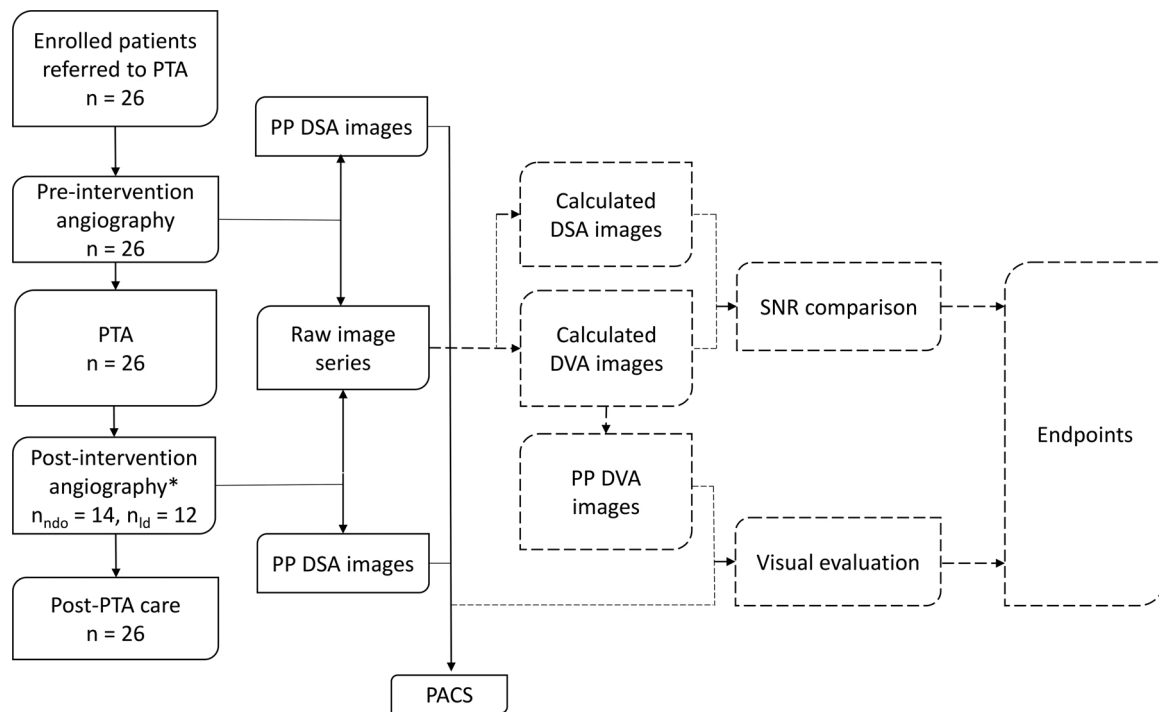 Enrolled patients
referred to PTA
n = 26
Pre-intervention
angiography
n = 26
PTA
n = 26
Post-intervention
angiography*
nndo = 14, nld = 12
Post-PTA care
n = 26
PP DSA images
Raw image
series
PP DSA images
PACS
Calculated
DSA images
Calculated
DVA images
PP DVA
images
SNR comparison
Visual evaluation
Endpoints